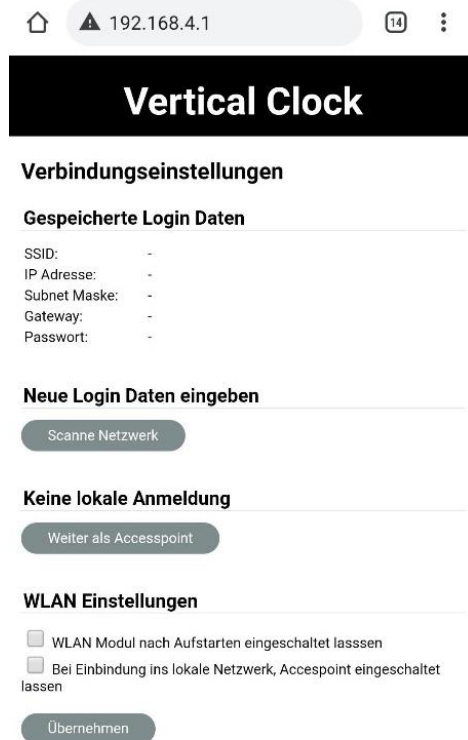 192.168.4.1
14
Vertical Clock
Verbindungseinstellungen
Gespeicherte Login Daten
SSID: -
IP Adresse: -
Subnet Maske: -
Gateway: -
Passwort: -
Neue Login Daten eingeben
Scanne Netzwerk
Keine lokale Anmeldung
Weiter als Accesspoint
WLAN Einstellungen
WLAN Modul nach Aufstarten eingeschaltet lasssen
Bei Einbindung ins lokale Netzwerk, Accespoint eingeschaltet
lassen
Übernehmen